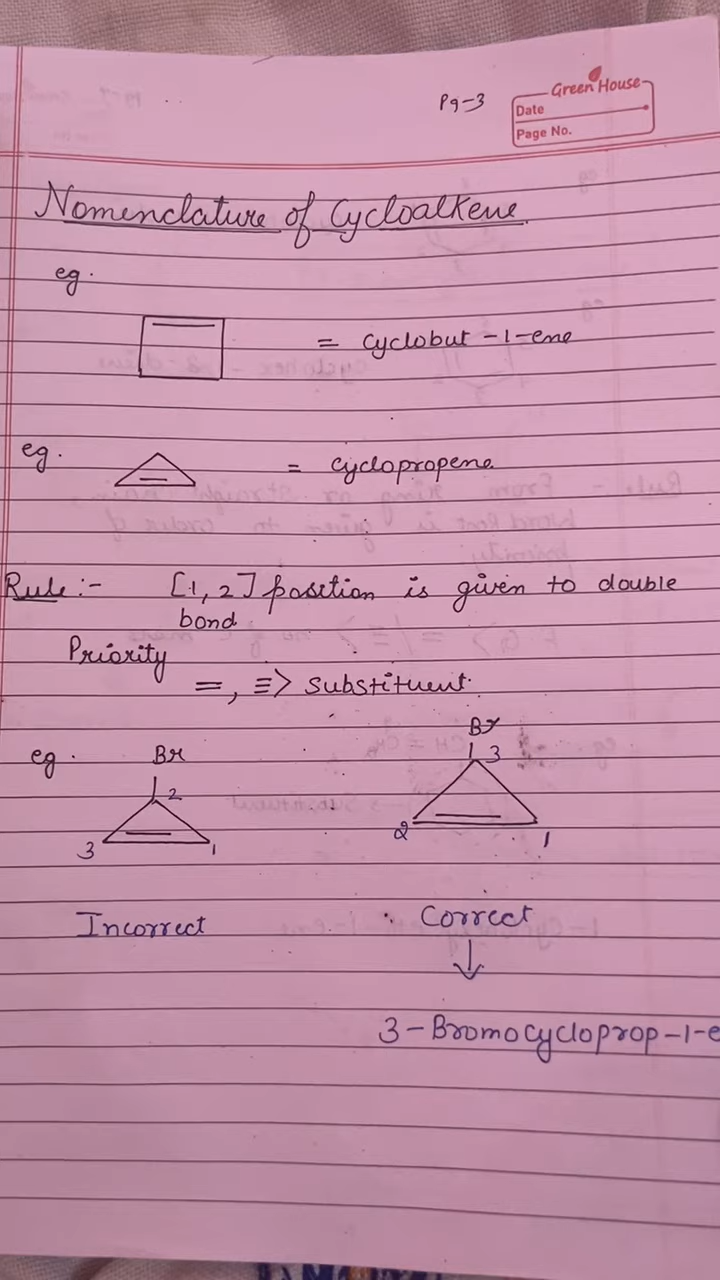 Pg-3
Green House
Date
Page No.
Nomenclature of Cycloalkene
eg.
= cyclobut -1-ene
eg.
= cyclopropene
Rule :- [1, 2] position is given to double
bond
Priority
=, ≡> substituent.
eg. Br Br
2 3
3 1 2 1
Incorrect Correct
↓
3-Bromocycloprop-1-e